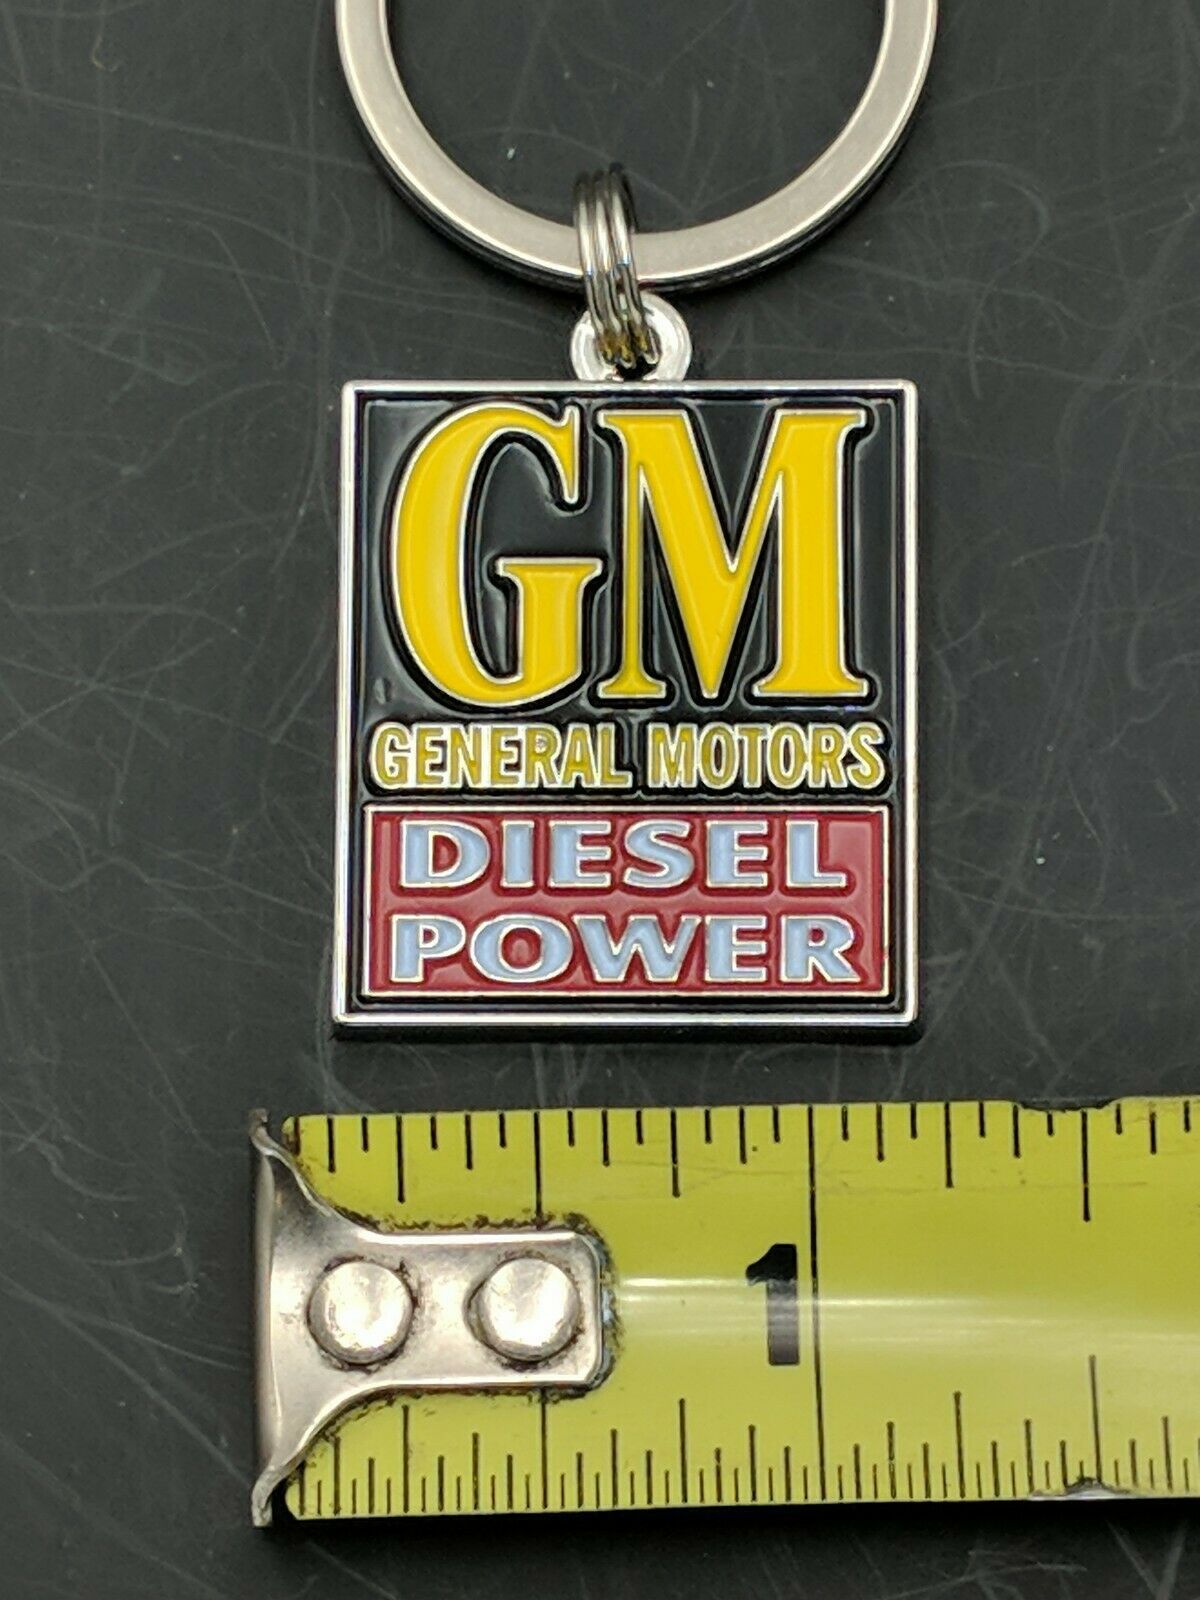 GM
GENERAL MOTORS
DIESEL
POWER
1